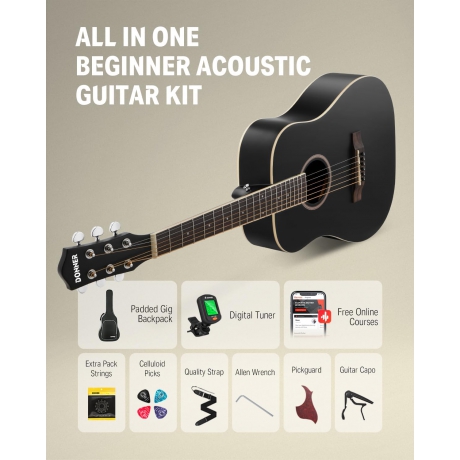 ALL IN ONE
BEGINNER ACOUSTIC
GUITAR KIT
DONNER
Padded Gig
Backpack
Digital Tuner
Free Online
Courses
Extra Pack
Strings
Celluloid
Picks
Quality Strap
Allen Wrench
Pickguard
Guitar Capo